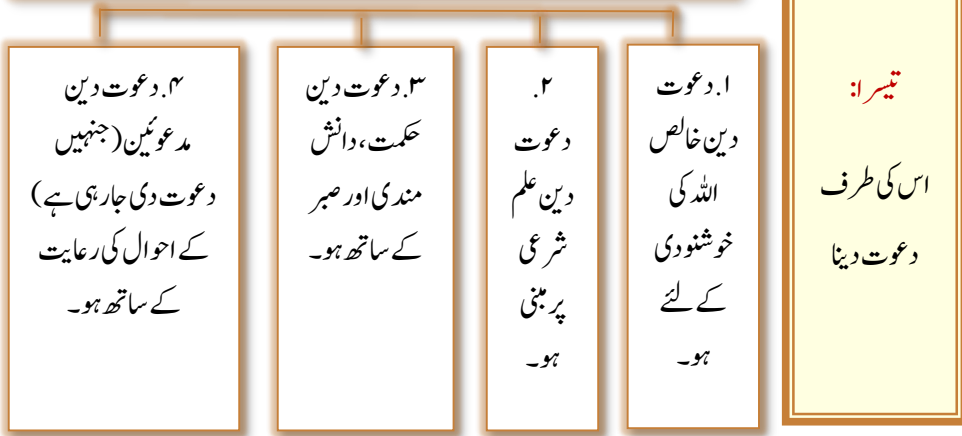 تیسرا:
اس کی طرف
دعوت دینا
۱. دعوت
دین خالص
اللہ کی
خوشنودی
کے لئے
ہو۔
۲.
دعوت
دین علم
شرعی
پر مبنی
ہو۔
۳. دعوت دین
حکمت، دانش
مندی اور صبر
کے ساتھ ہو۔
۴. دعوت دین
مدعوئین (جنہیں
دعوت دی جارہی ہے)
کے احوال کی رعایت
کے ساتھ ہو۔